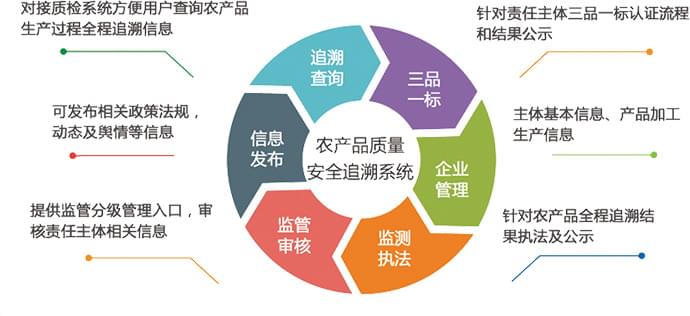 对接质检系统方便用户查询农产品
生产过程全程追溯信息
针对责任主体三品一标认证流程
和结果公示
追溯
查询
三品
一标
可发布相关政策法规，
动态及舆情等信息
信息
发布
农产品质量
安全追溯系统
企业
管理
主体基本信息、产品加工
生产信息
提供监管分级管理入口，审
核责任主体相关信息
监管
审核
监测
执法
针对农产品全程追溯结
果执法及公示